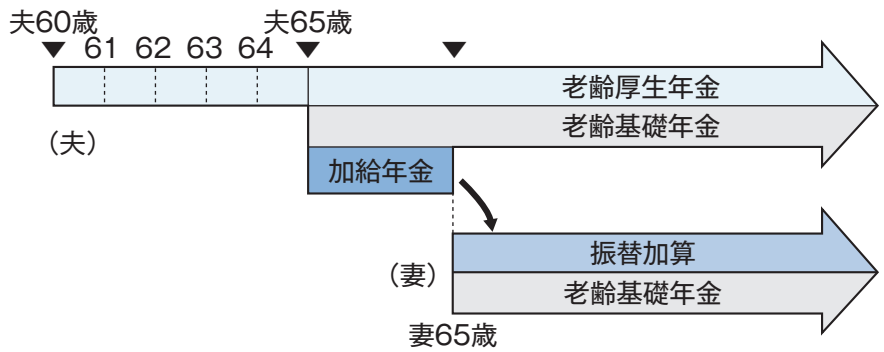 夫60歳
夫65歳
61 62 63 64
老齢厚生年金
(夫)
老齢基礎年金
加給年金
振替加算
(妻)
老齢基礎年金
妻65歳